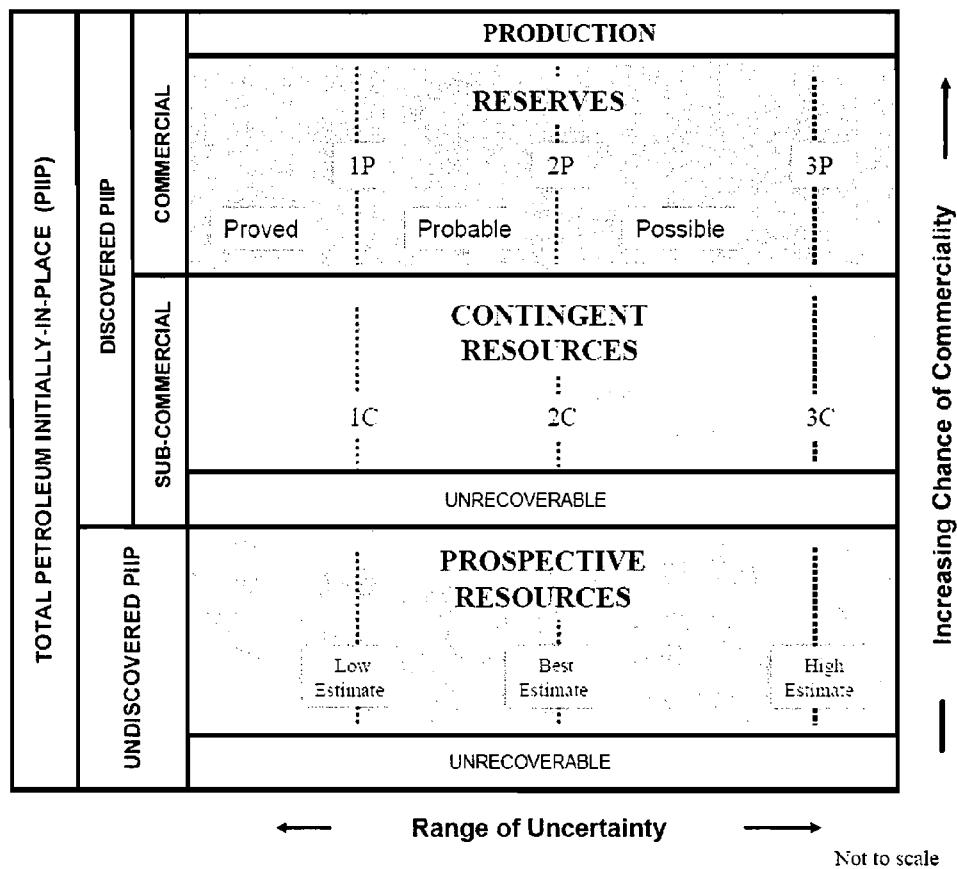 TOTAL PETROLEUM INITIALLY-IN-PLACE (PIIP)
DISCOVERED PIIP
COMMERCIAL
PRODUCTION
RESERVES
1P
2P
3P
Proved
Probable
Possible
SUB-COMMERCIAL
CONTINGENT
RESOURCES
1C
2C
3C
UNRECOVERABLE
UNDISCOVERED PIIP
PROSPECTIVE
RESOURCES
Low
Estimate
Best
Estimate
High
Estimate
UNRECOVERABLE
Increasing Chance of Commerciality
Range of Uncertainty
Not to scale